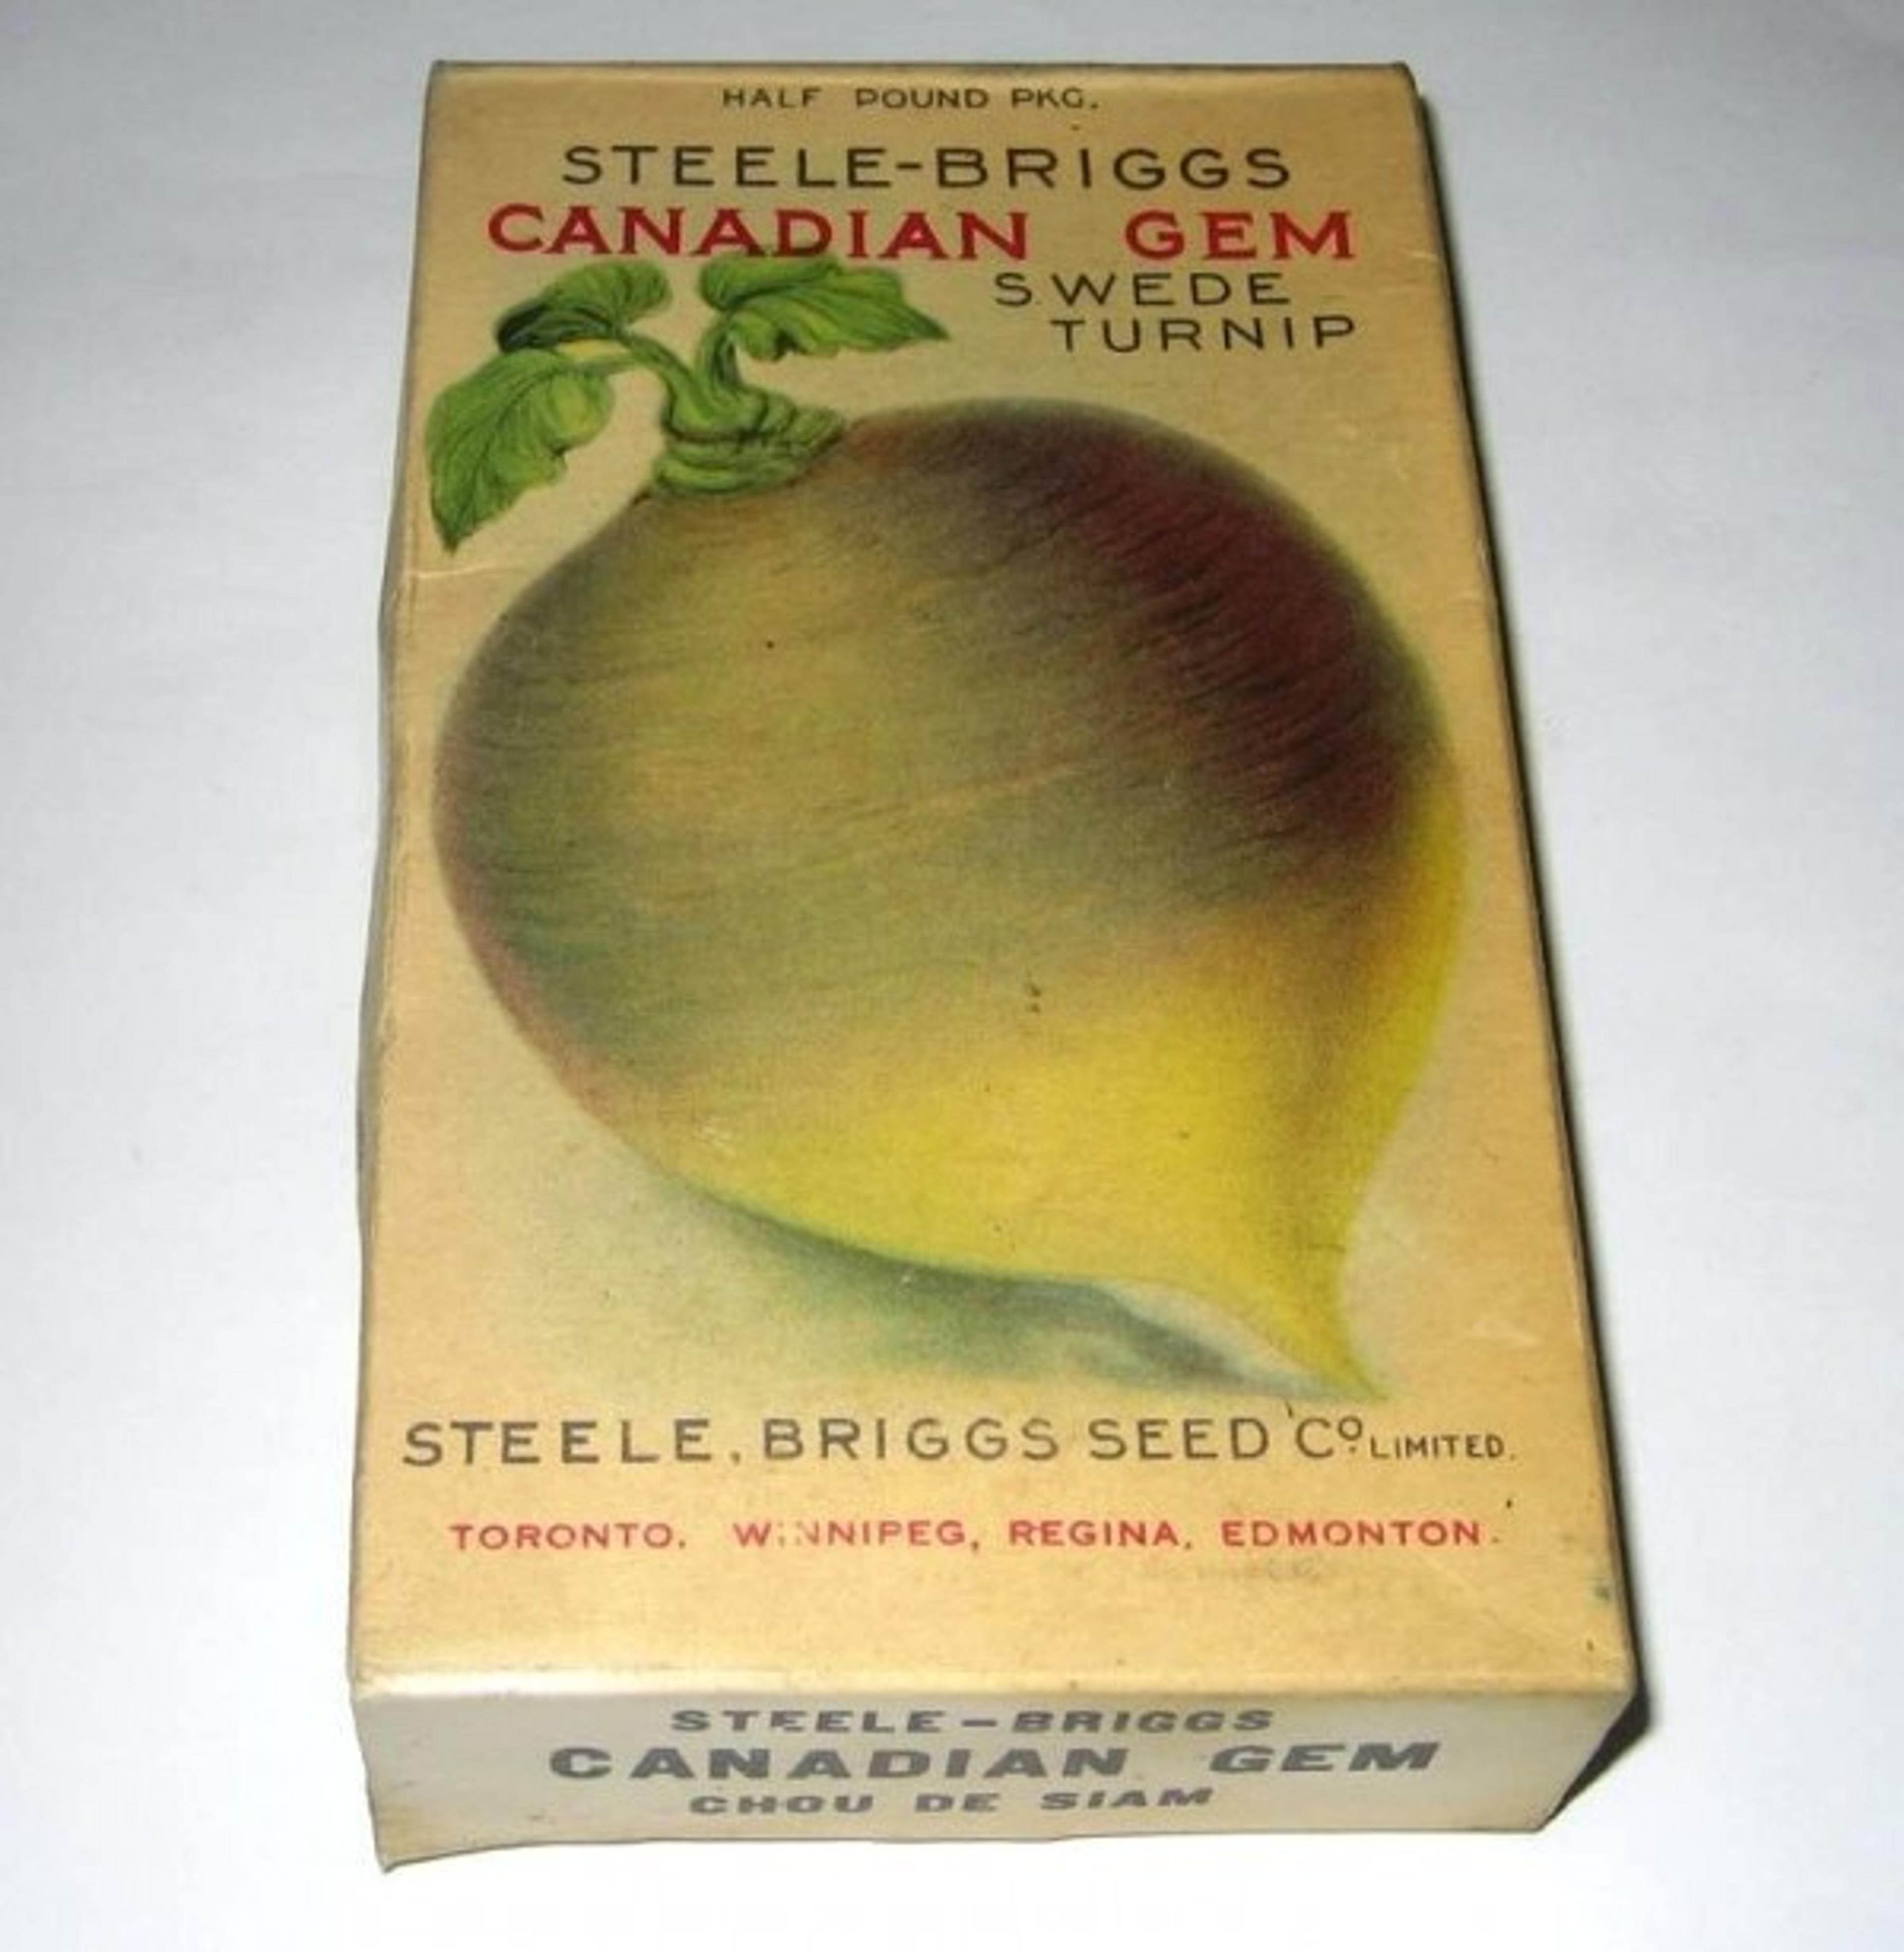 HALF POUND PKG.
STEELE-BRIGGS
CANADIAN GEM
SWEDE
TURNIP
STEELE, BRIGGS SEED Cº LIMITED.
TORONTO. WINNIPEG, REGINA, EDMONTON.
STEELE-BRIGGS
CANADIAN GEM
CHOU DE SIAM